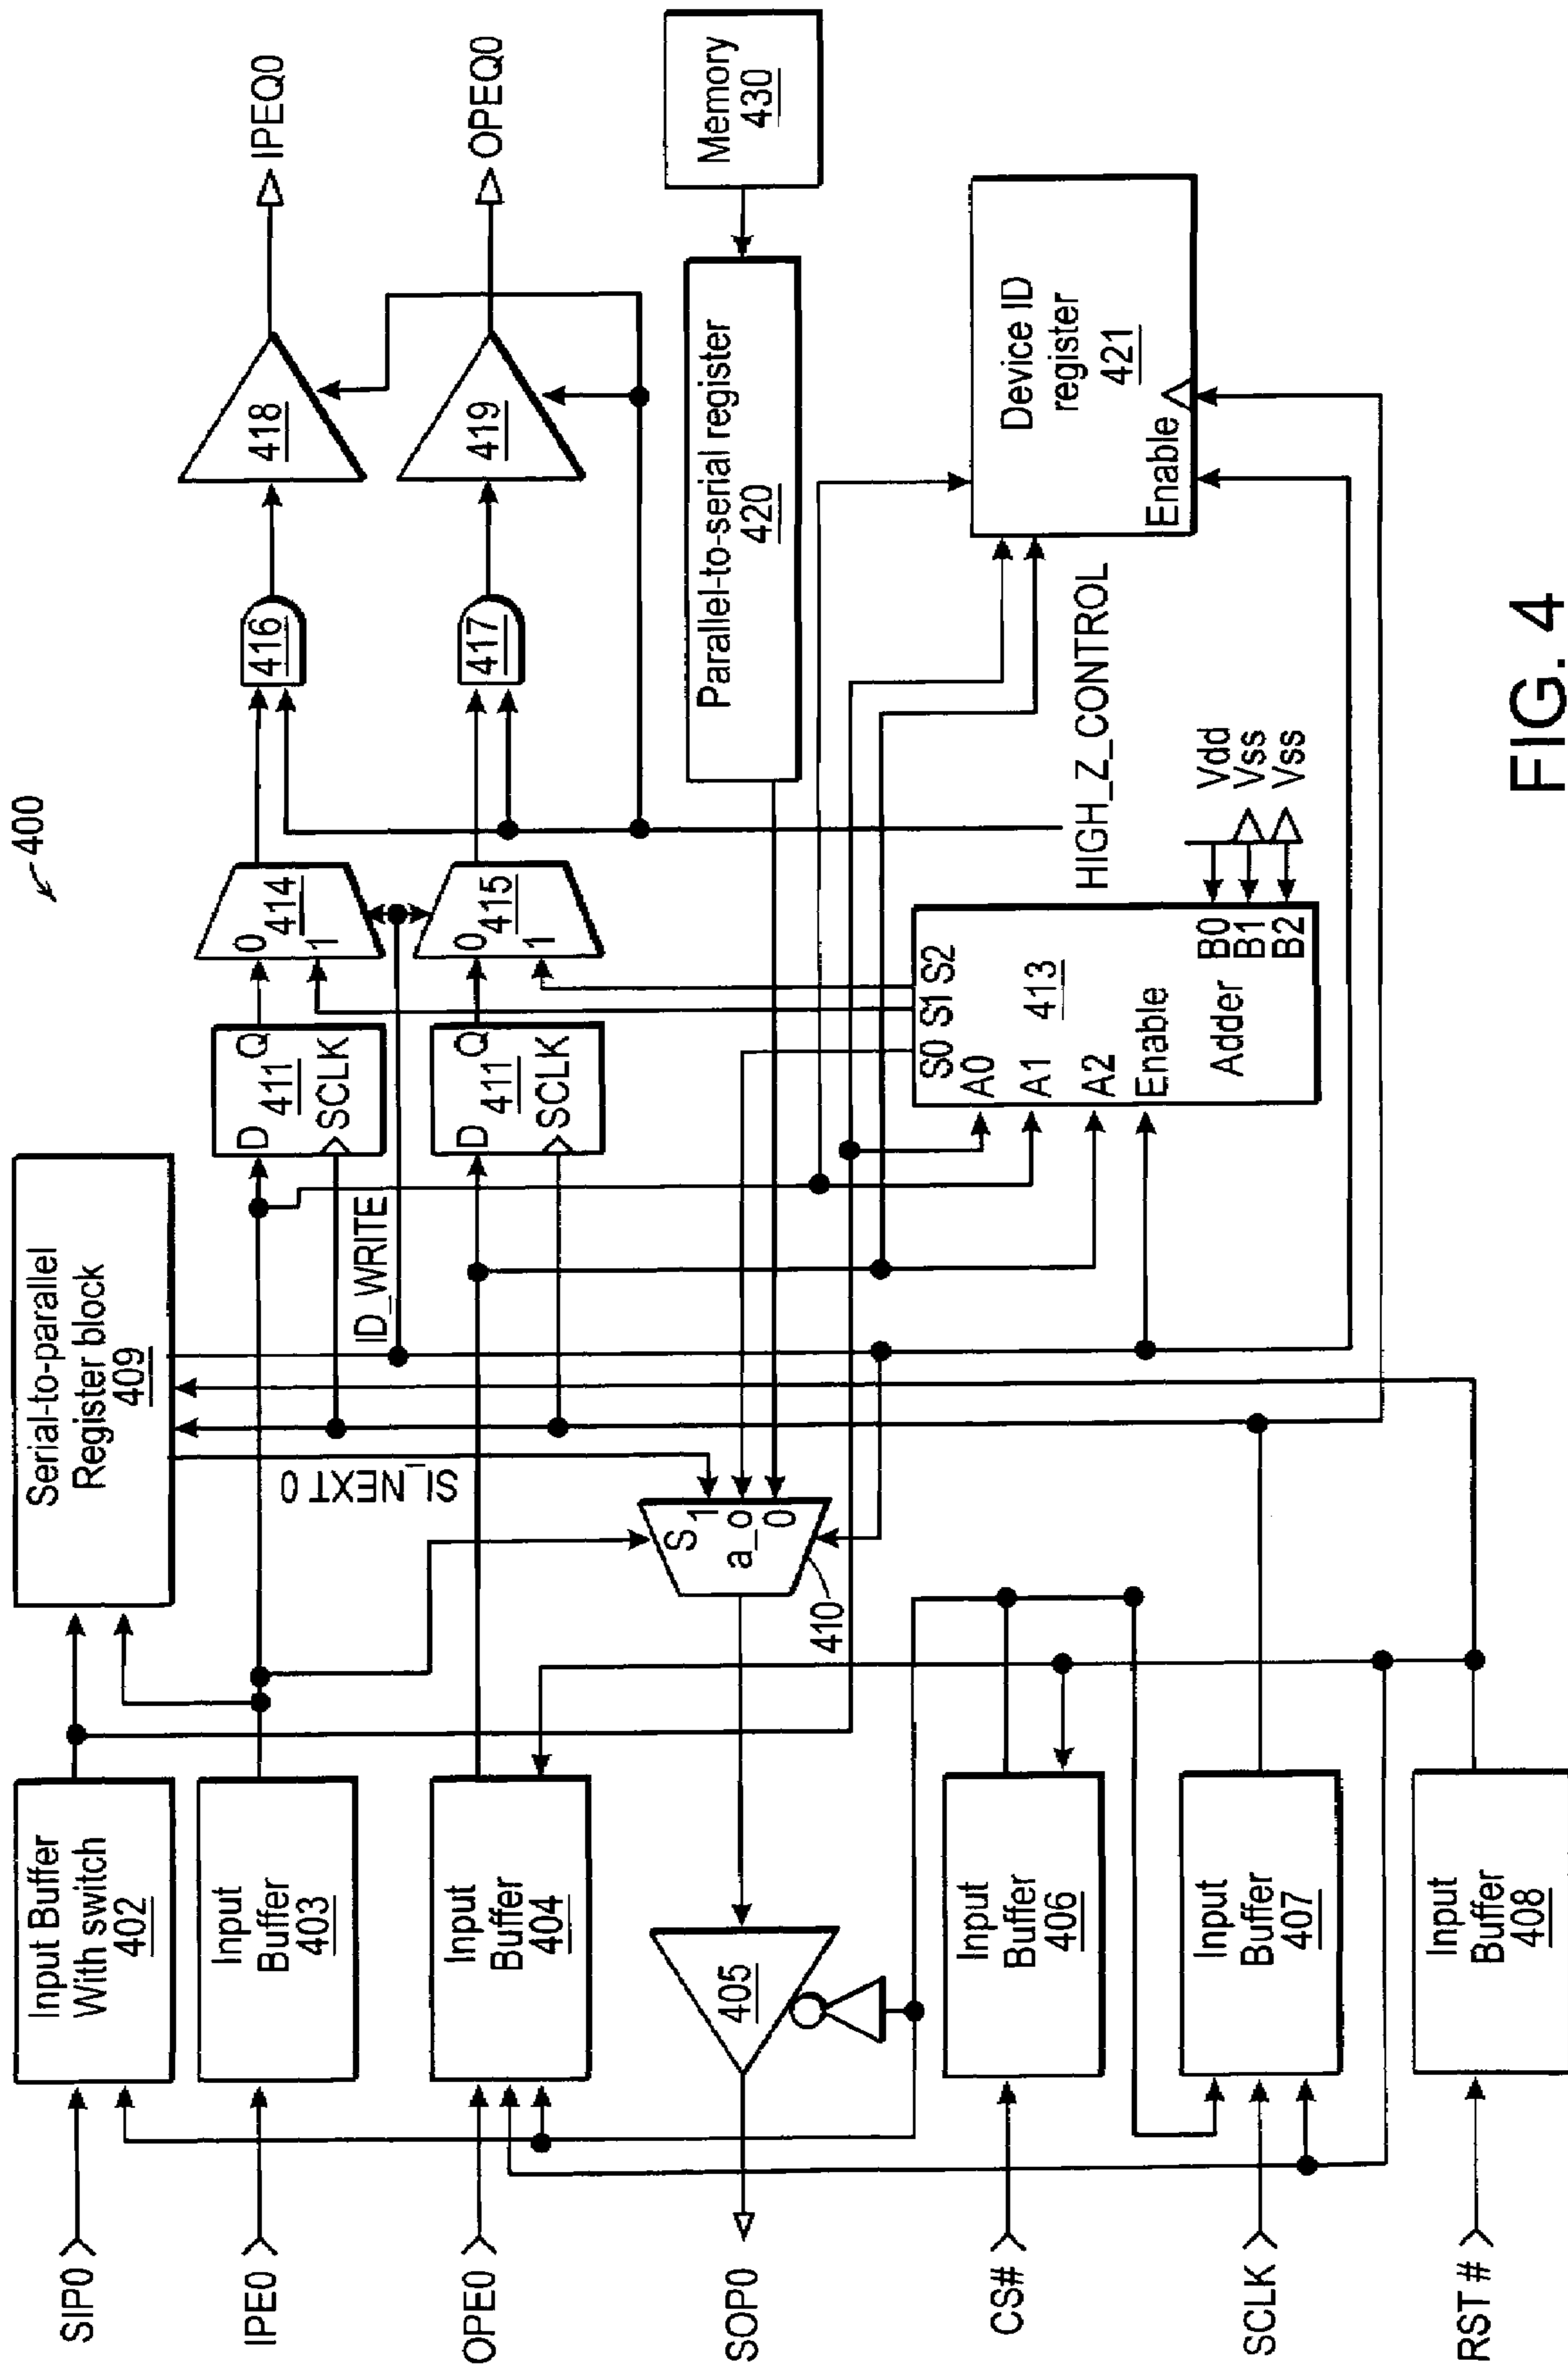 400
SIP0
IPE0
OPE0
SOP0
CS#
SCLK
RST #
Input Buffer
With switch
402
Input
Buffer
403
Input
Buffer
404
405
Input
Buffer
406
Input
Buffer
407
Input
Buffer
408
Serial-to-parallel
Register block
409
SI_NEXT 0
ID_WRITE
S
1
a_o
0
410
D Q
411
SCLK
D Q
411
SCLK
0
414
1
0
415
1
416
417
418
419
IPEQ0
OPEQ0
Memory
430
Parallel-to-serial register
420
S0 S1 S2
A0
A1
A2
Enable
413
Adder
B0
B1
B2
Vdd
Vss
Vss
HIGH_Z_CONTROL
Device ID
register
421
Enable
FIG. 4